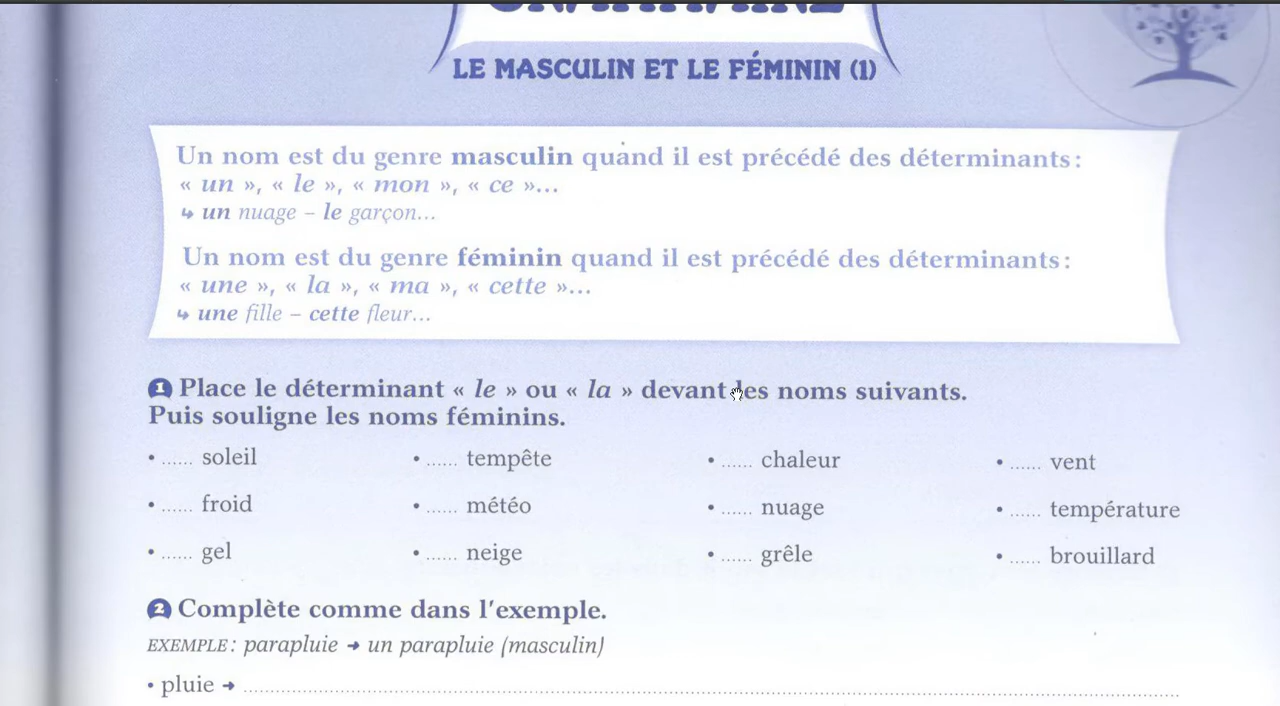 LE MASCULIN ET LE FÉMININ (1)
Un nom est du genre masculin quand il est précédé des déterminants :
« un », « le », « mon », « ce »...
↳ un nuage – le garçon...
Un nom est du genre féminin quand il est précédé des déterminants :
« une », « la », « ma », « cette »...
↳ une fille – cette fleur...
1 Place le déterminant « le » ou « la » devant les noms suivants.
Puis souligne les noms féminins.
• ...... soleil • ...... tempête • ...... chaleur • ...... vent
• ...... froid • ...... météo • ...... nuage • ...... température
• ...... gel • ...... neige • ...... grêle • ...... brouillard
2 Complète comme dans l'exemple.
EXEMPLE : parapluie → un parapluie (masculin)
• pluie → ......................................................